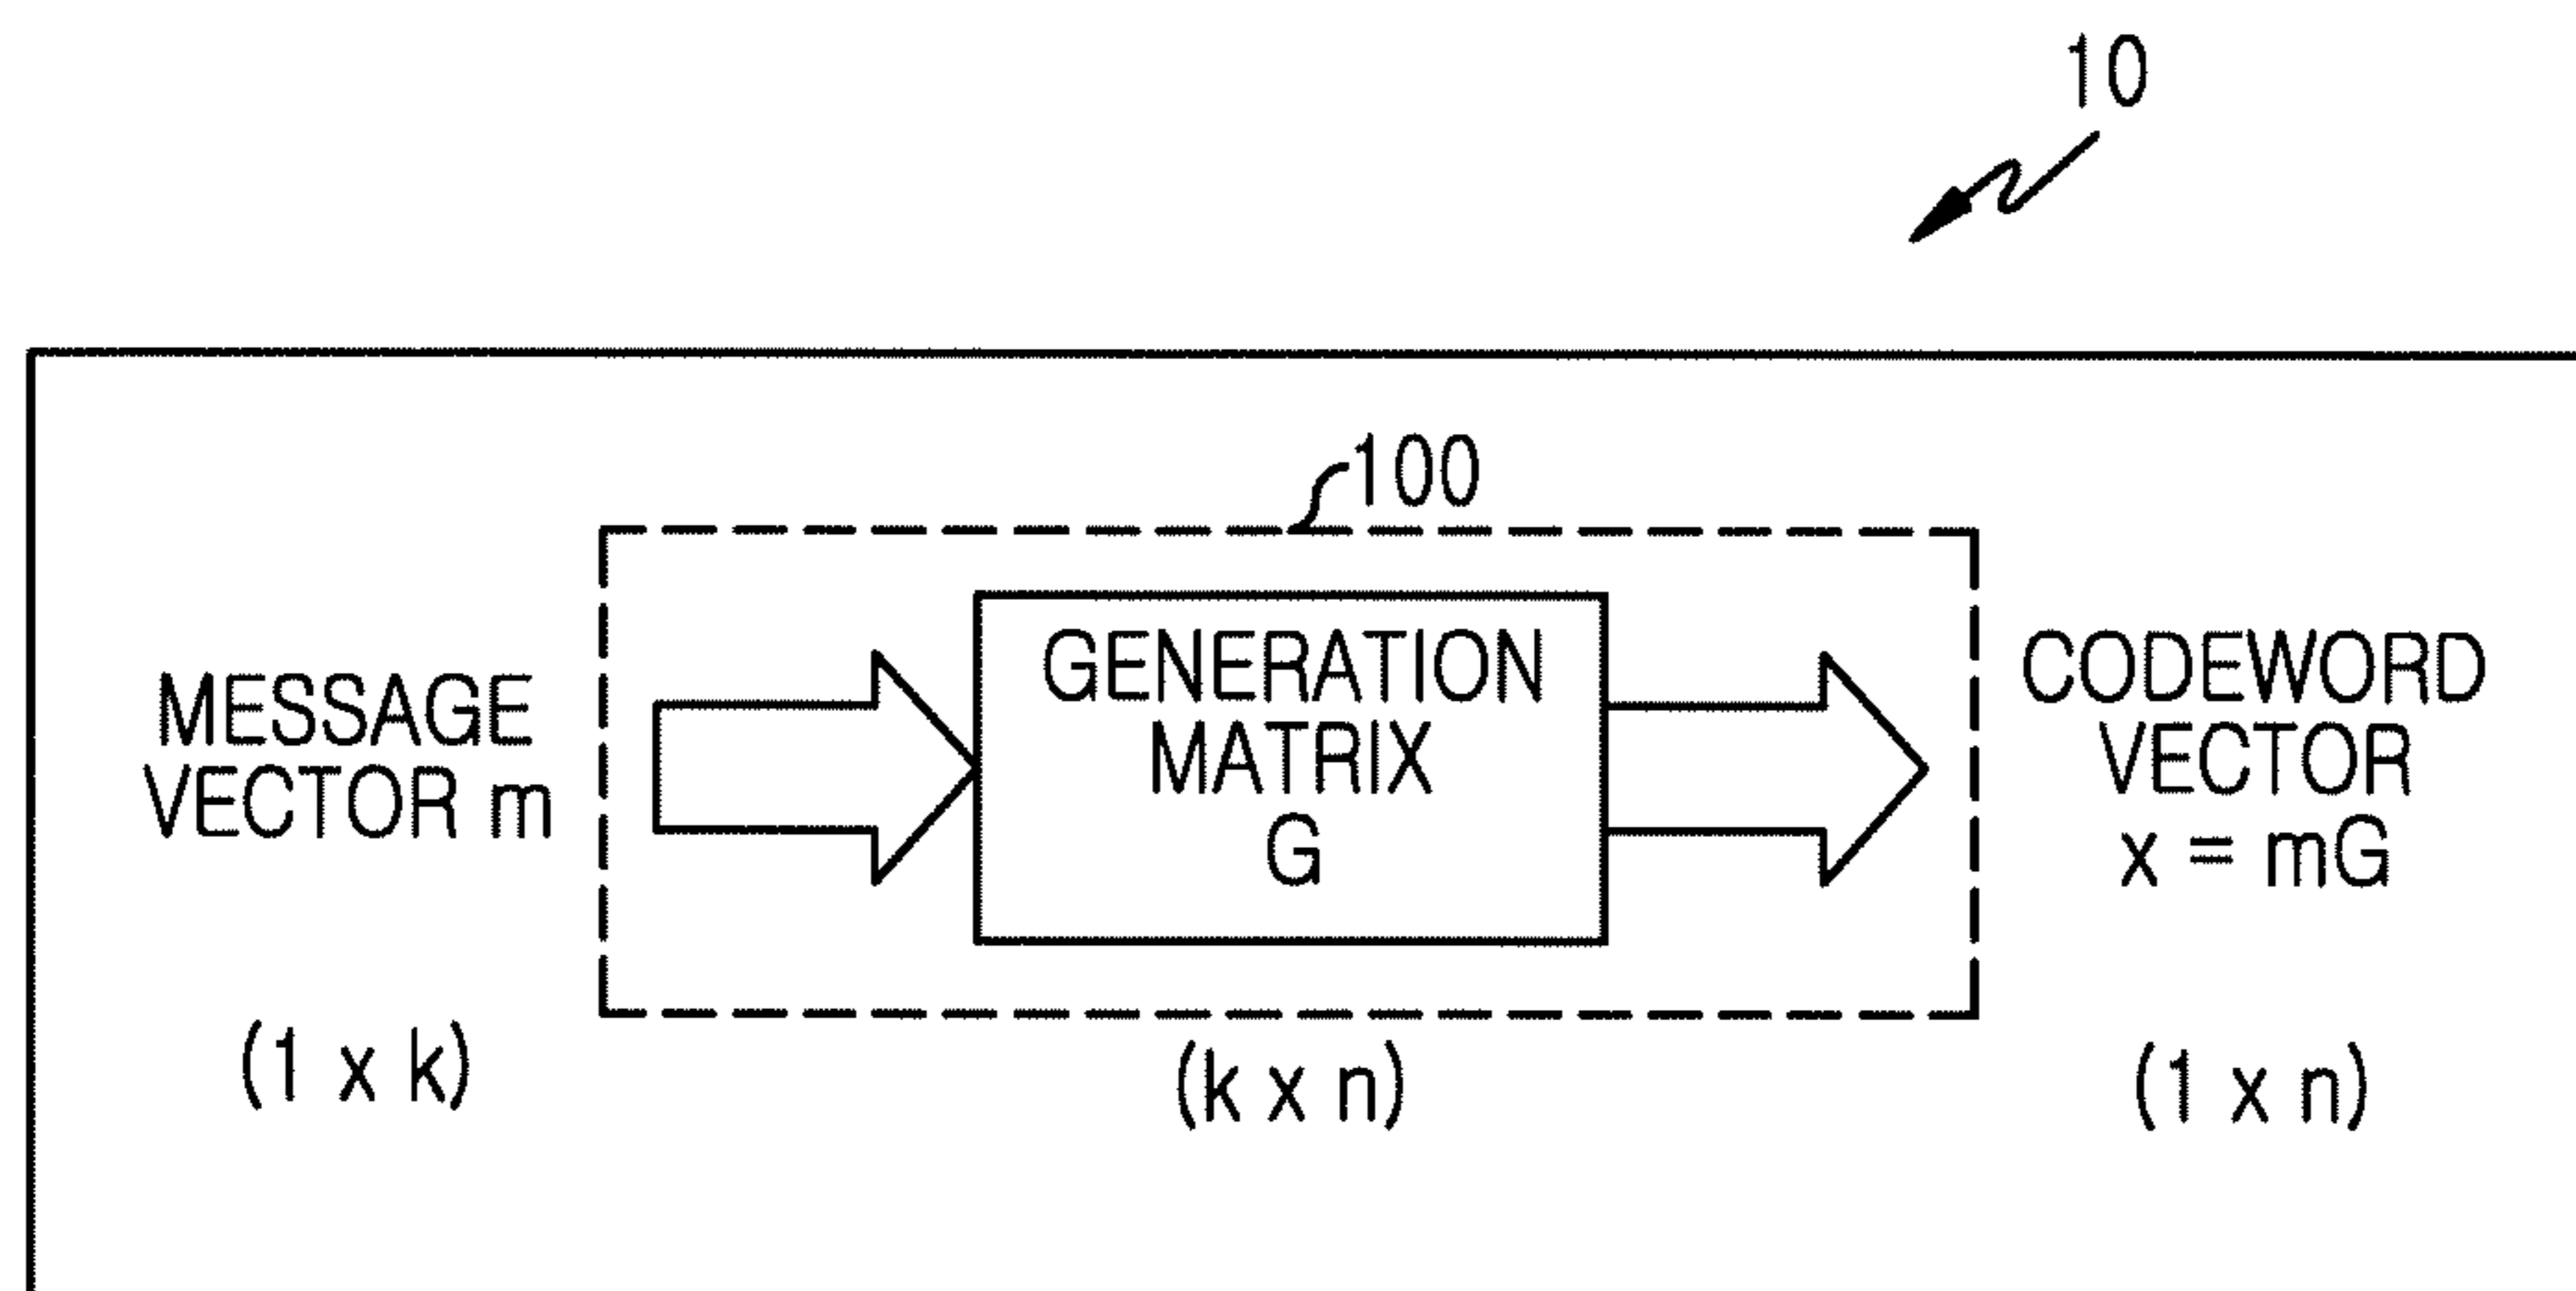 10
100
MESSAGE
VECTOR m
GENERATION
MATRIX
G
CODEWORD
VECTOR
x = mG
(1 x k)
(k x n)
(1 x n)